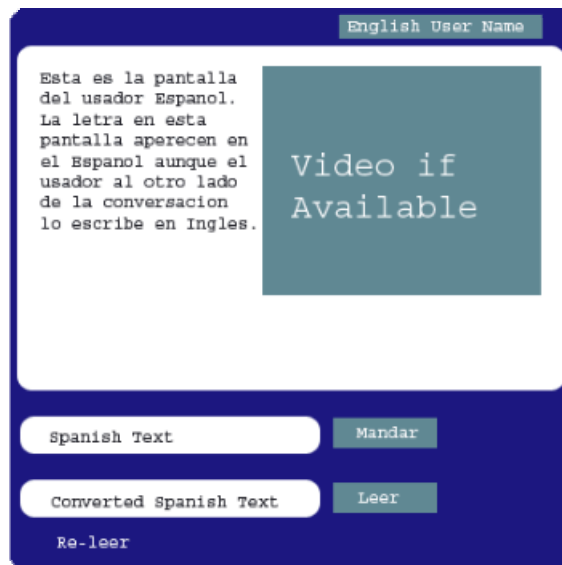 English User Name
Esta es la pantalla
del usador Espanol.
La letra en esta
pantalla aperecen en
el Espanol aunque el
usador al otro lado
de la conversacion
lo escribe en Ingles.
Video if
Available
Spanish Text
Mandar
Converted Spanish Text
Leer
Re-leer